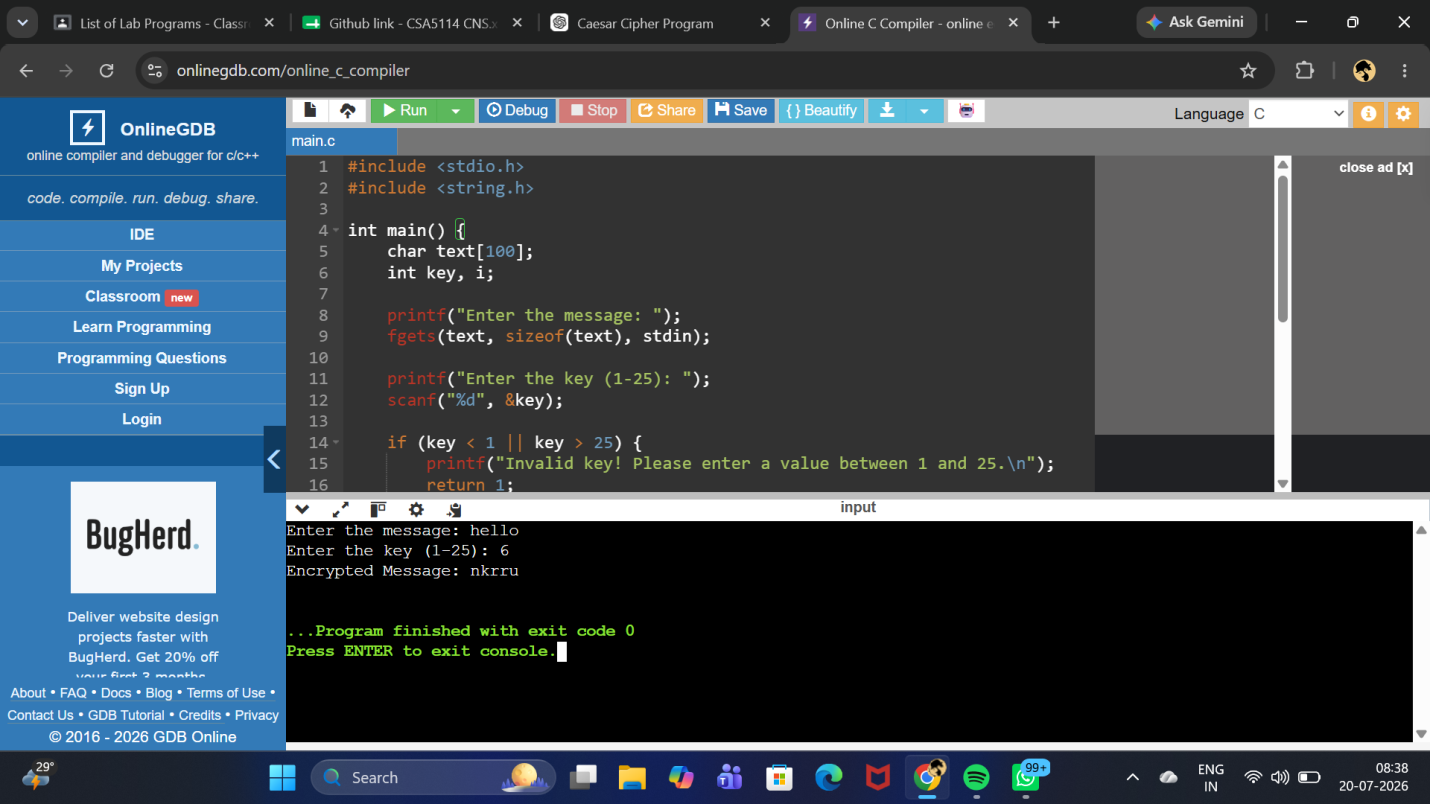 List of Lab Programs - Classr
Github link - CSA5114 CNS.x
Caesar Cipher Program
Online C Compiler - online e
Ask Gemini
onlinegdb.com/online_c_compiler
OnlineGDB
online compiler and debugger for c/c++
code. compile. run. debug. share.
IDE
My Projects
Classroom new
Learn Programming
Programming Questions
Sign Up
Login
BugHerd.
Deliver website design
projects faster with
BugHerd. Get 20% off
your first 3 months
About • FAQ • Docs • Blog • Terms of Use •
Contact Us • GDB Tutorial • Credits • Privacy
© 2016 - 2026 GDB Online
Run Debug Stop Share Save { } Beautify
Language C
main.c
close ad [x]
1 #include <stdio.h>
2 #include <string.h>
3
4 int main() {
5 char text[100];
6 int key, i;
7
8 printf("Enter the message: ");
9 fgets(text, sizeof(text), stdin);
10
11 printf("Enter the key (1-25): ");
12 scanf("%d", &key);
13
14 if (key < 1 || key > 25) {
15 printf("Invalid key! Please enter a value between 1 and 25.\n");
16 return 1;
input
Enter the message: hello
Enter the key (1-25): 6
Encrypted Message: nkrru
...Program finished with exit code 0
Press ENTER to exit console.
29°
Search
99+
ENG
IN
08:38
20-07-2026